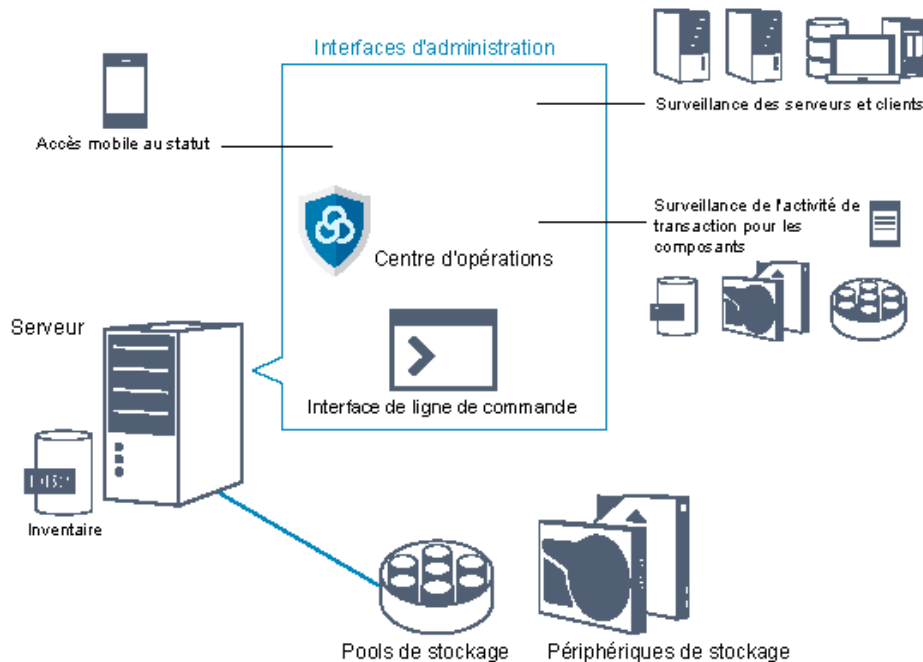 Interfaces d'administration
Surveillance des serveurs et clients
Accès mobile au statut
Surveillance de l'activité de
transaction pour les
composants
Centre d'opérations
Serveur
Interface de ligne de commande
Inventaire
Pools de stockage
Périphériques de stockage